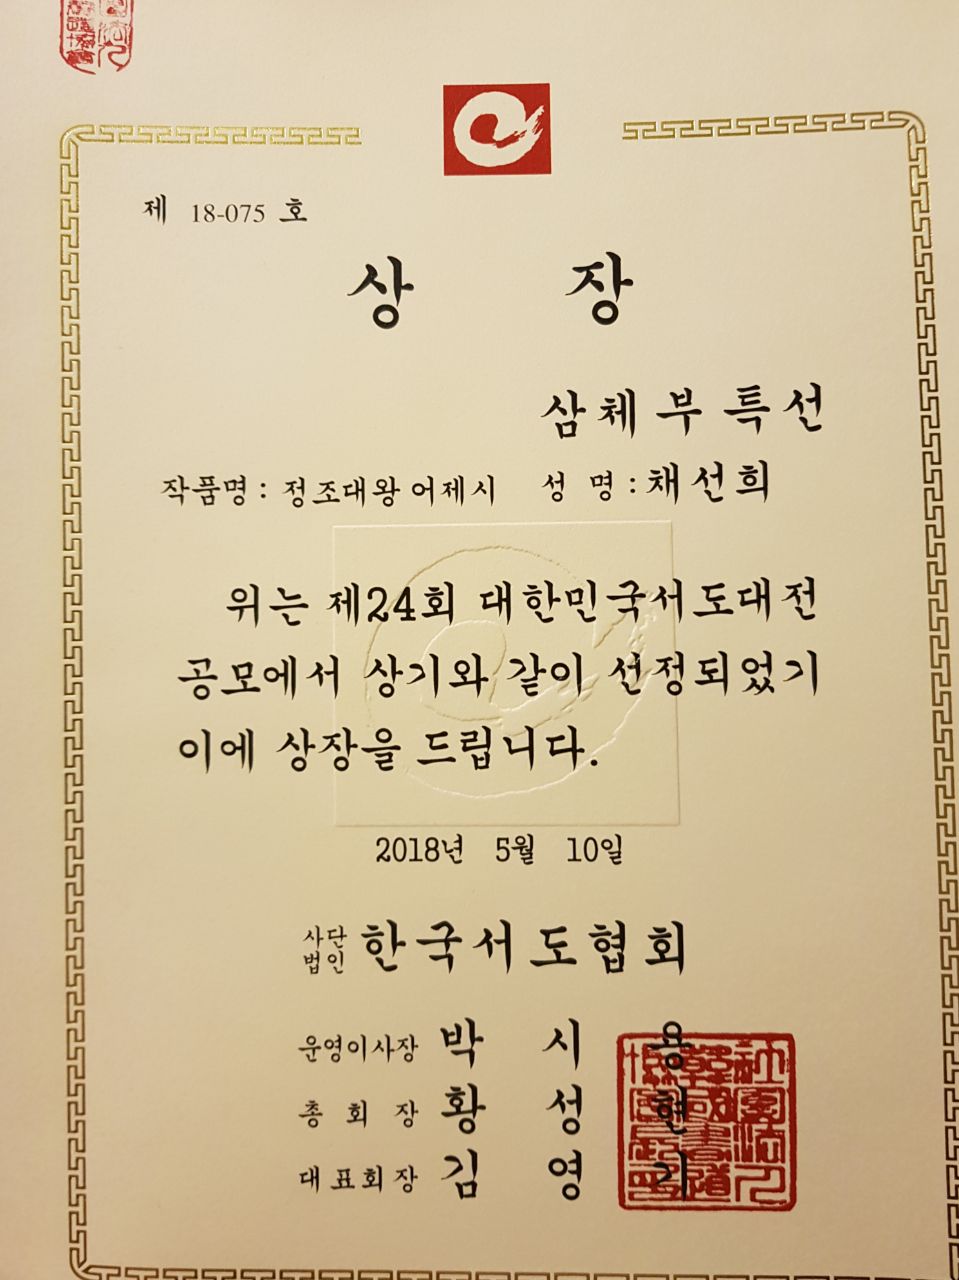 제 18-075 호
상 장
삼체부 특선
작품명 : 정조대왕 어제시 성 명 : 채선희
위는 제24회 대한민국서도대전
공모에서 상기와 같이 선정되었기
이에 상장을 드립니다.
2018년 5월 10일
사단
법인 한국서도협회
운영이사장 박 시 용
총 회 장 황 성 현
대표회장 김 영 기